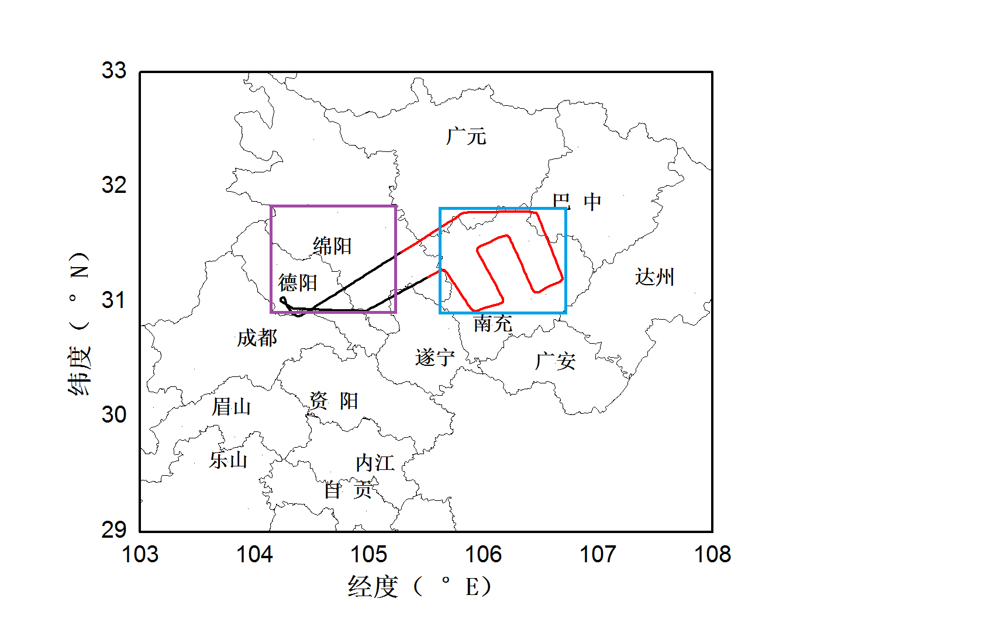 33
广元
32
巴 中
绵阳
达州
德阳
31
南充
成都
遂宁
广安
资 阳
眉山
30
乐山
内江
自 贡
29
103 104 105 106 107 108
经度（ °E）
纬度（ °N）